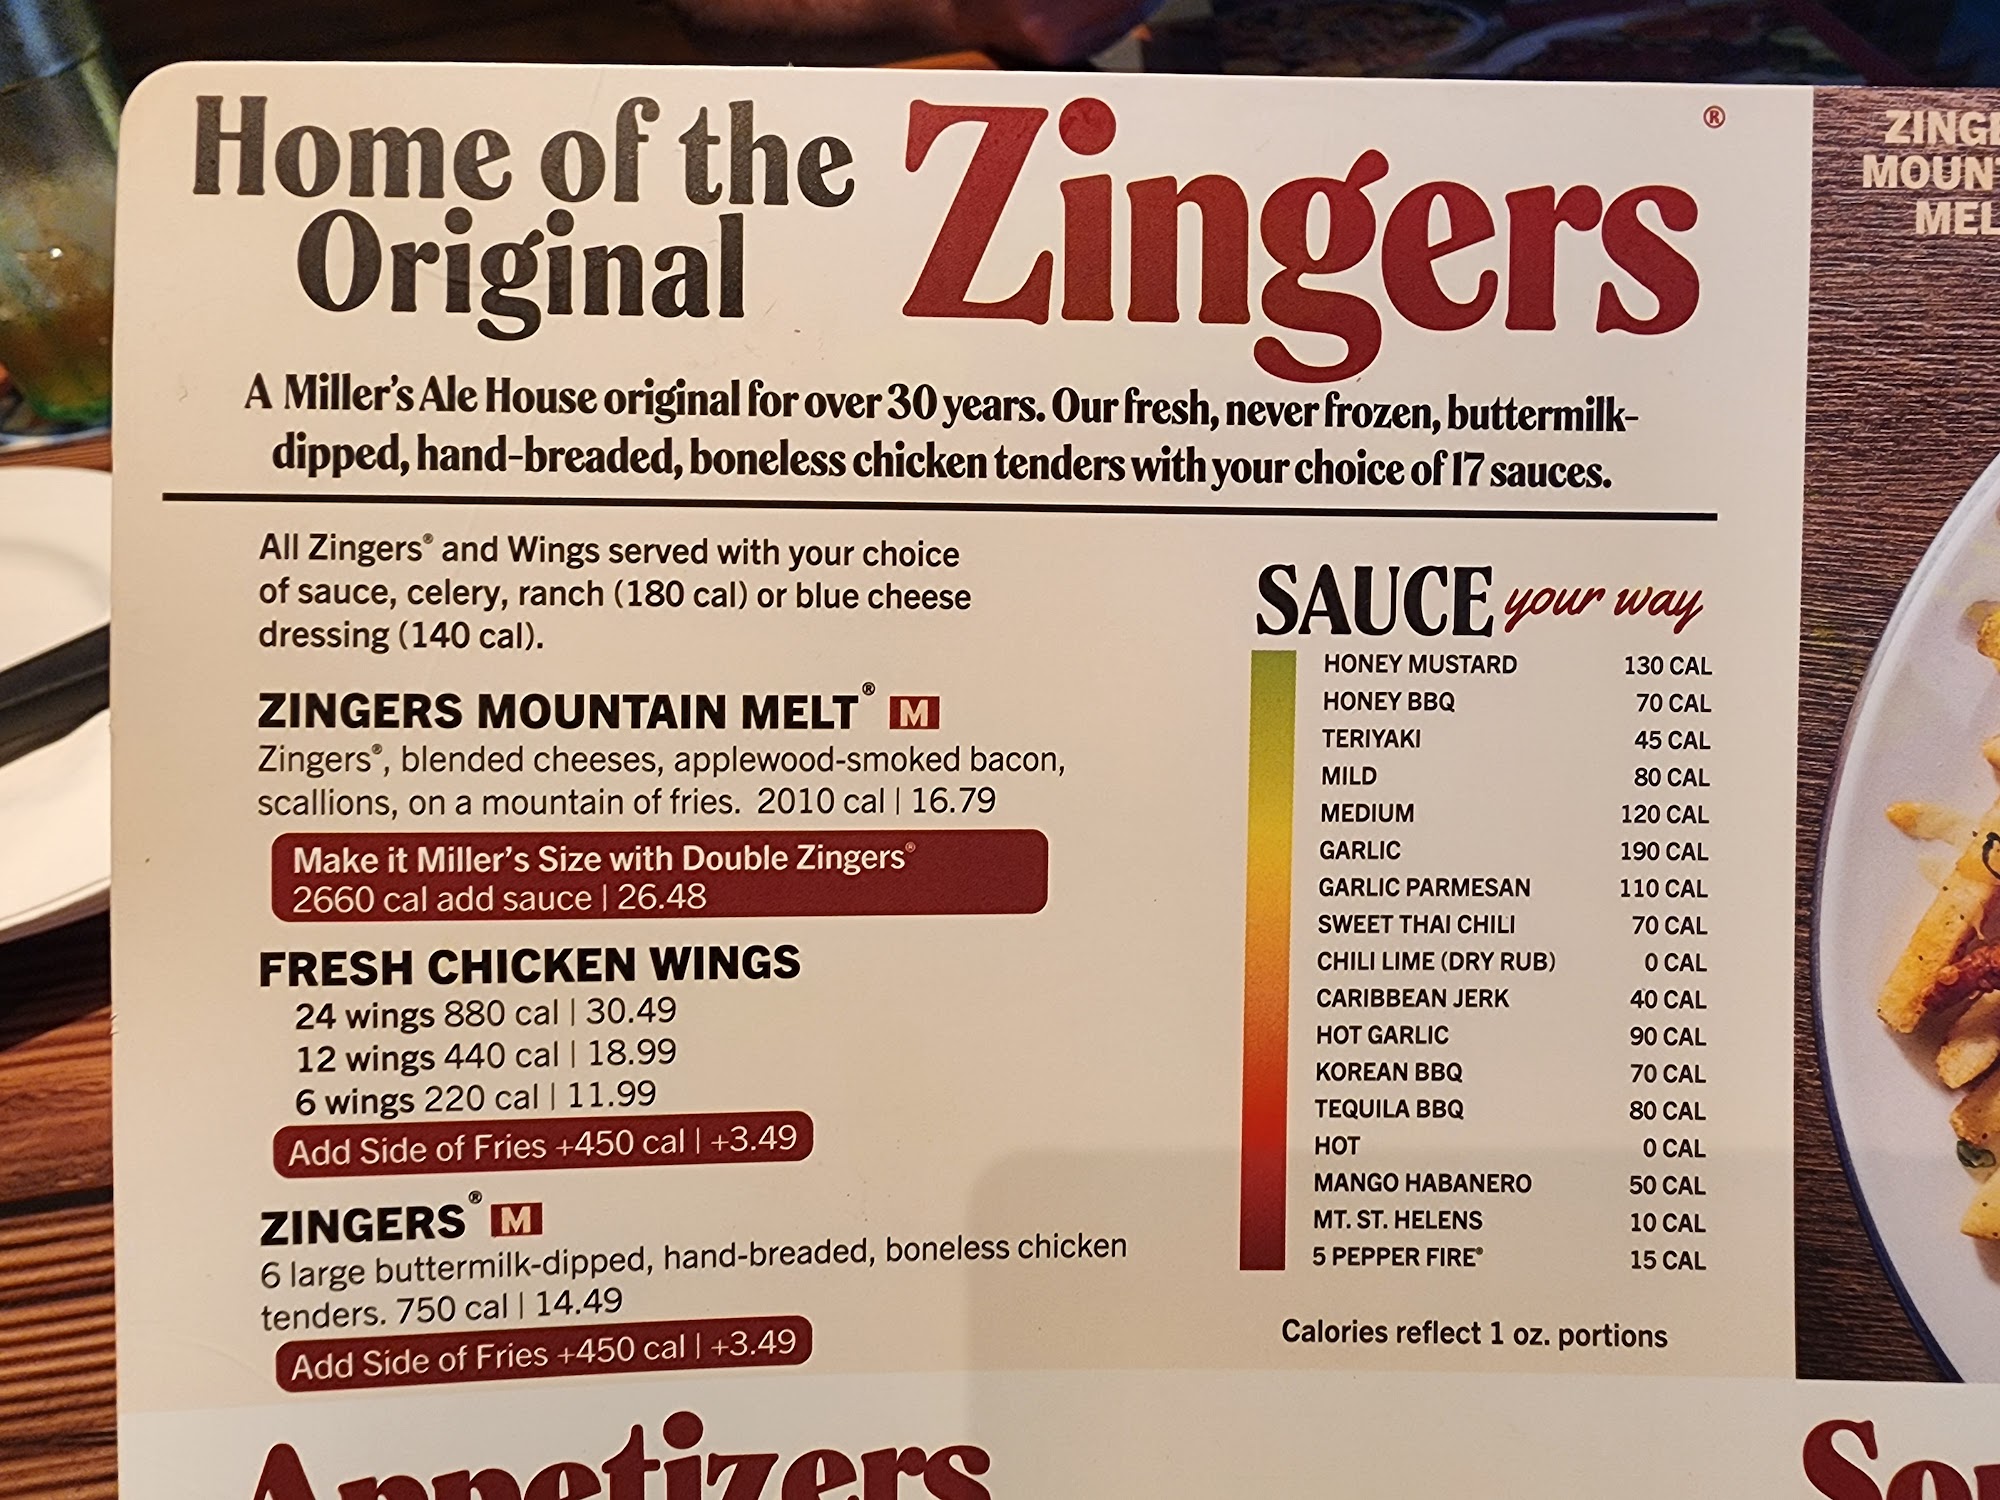 Home of the
Original
Zingers®
A Miller's Ale House original for over 30 years. Our fresh, never frozen, buttermilk-
dipped, hand-breaded, boneless chicken tenders with your choice of 17 sauces.
All Zingers® and Wings served with your choice
of sauce, celery, ranch (180 cal) or blue cheese
dressing (140 cal).
ZINGERS MOUNTAIN MELT® M
Zingers®, blended cheeses, applewood-smoked bacon,
scallions, on a mountain of fries. 2010 cal | 16.79
Make it Miller's Size with Double Zingers®
2660 cal add sauce | 26.48
FRESH CHICKEN WINGS
24 wings 880 cal | 30.49
12 wings 440 cal | 18.99
6 wings 220 cal | 11.99
Add Side of Fries +450 cal | +3.49
ZINGERS® M
6 large buttermilk-dipped, hand-breaded, boneless chicken
tenders. 750 cal | 14.49
Add Side of Fries +450 cal | +3.49
SAUCE your way
HONEY MUSTARD 130 CAL
HONEY BBQ 70 CAL
TERIYAKI 45 CAL
MILD 80 CAL
MEDIUM 120 CAL
GARLIC 190 CAL
GARLIC PARMESAN 110 CAL
SWEET THAI CHILI 70 CAL
CHILI LIME (DRY RUB) 0 CAL
CARIBBEAN JERK 40 CAL
HOT GARLIC 90 CAL
KOREAN BBQ 70 CAL
TEQUILA BBQ 80 CAL
HOT 0 CAL
MANGO HABANERO 50 CAL
MT. ST. HELENS 10 CAL
5 PEPPER FIRE® 15 CAL
Calories reflect 1 oz. portions
ZINGE
MOUNT
MEL
Appetizers